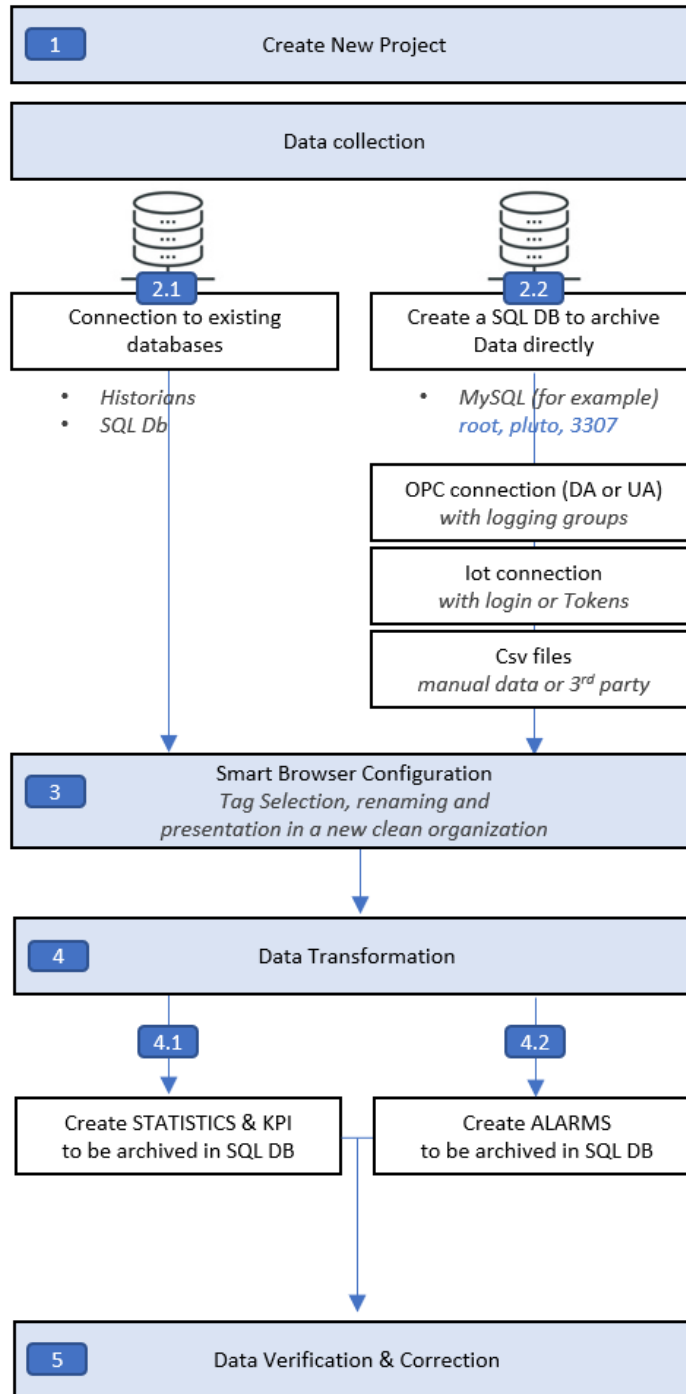 1
Create New Project
Data collection
2.1
Connection to existing
databases
• Historians
• SQL Db
2.2
Create a SQL DB to archive
Data directly
• MySQL (for example)
root, pluto, 3307
OPC connection (DA or UA)
with logging groups
Iot connection
with login or Tokens
Csv files
manual data or 3rd party
3
Smart Browser Configuration
Tag Selection, renaming and
presentation in a new clean organization
4
Data Transformation
4.1
Create STATISTICS & KPI
to be archived in SQL DB
4.2
Create ALARMS
to be archived in SQL DB
5
Data Verification & Correction